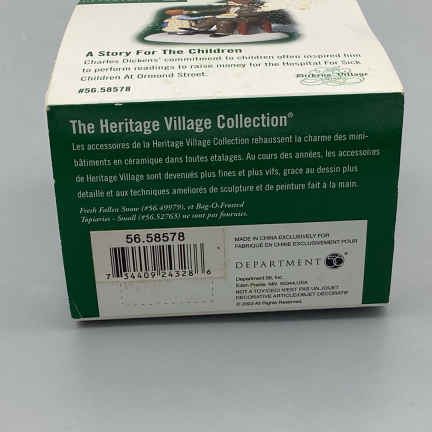 A Story For The Children
Charles Dickens' commitment to children often inspired him
to perform readings to raise money for the Hospital For Sick
Children At Ormond Street.
#56.58578
Dickens Village
The Heritage Village Collection®
Les accessoires de la Heritage Village Collection rehaussent la charme des mini-
bâtiments en céramique dans toutes etalages. Au cours des années, les accessoires
de Heritage Village sont devenués plus fines et plus vifs, grace au dessin plus
detaille et aux techniques ameliorés de sculpture et de peinture fait à la main.
Fresh Fallen Snow (#56.49979), et Bag-O-Frosted
Topiaries - Small (#56.52763) ne sont pas fournies.
56.58578
7 34409 24328 6
MADE IN CHINA EXCLUSIVELY FOR
FABRIQUÉ EN CHINE EXCLUSIVEMENT POUR
DEPARTMENT 56
Department 56, Inc.
Eden Prairie, MN 55344 USA
NOT A TOY/CECI N'EST PAS UN JOUET
DECORATIVE ARTICLE/OBJET DECORATIF
© 2003 All Rights Reserved.